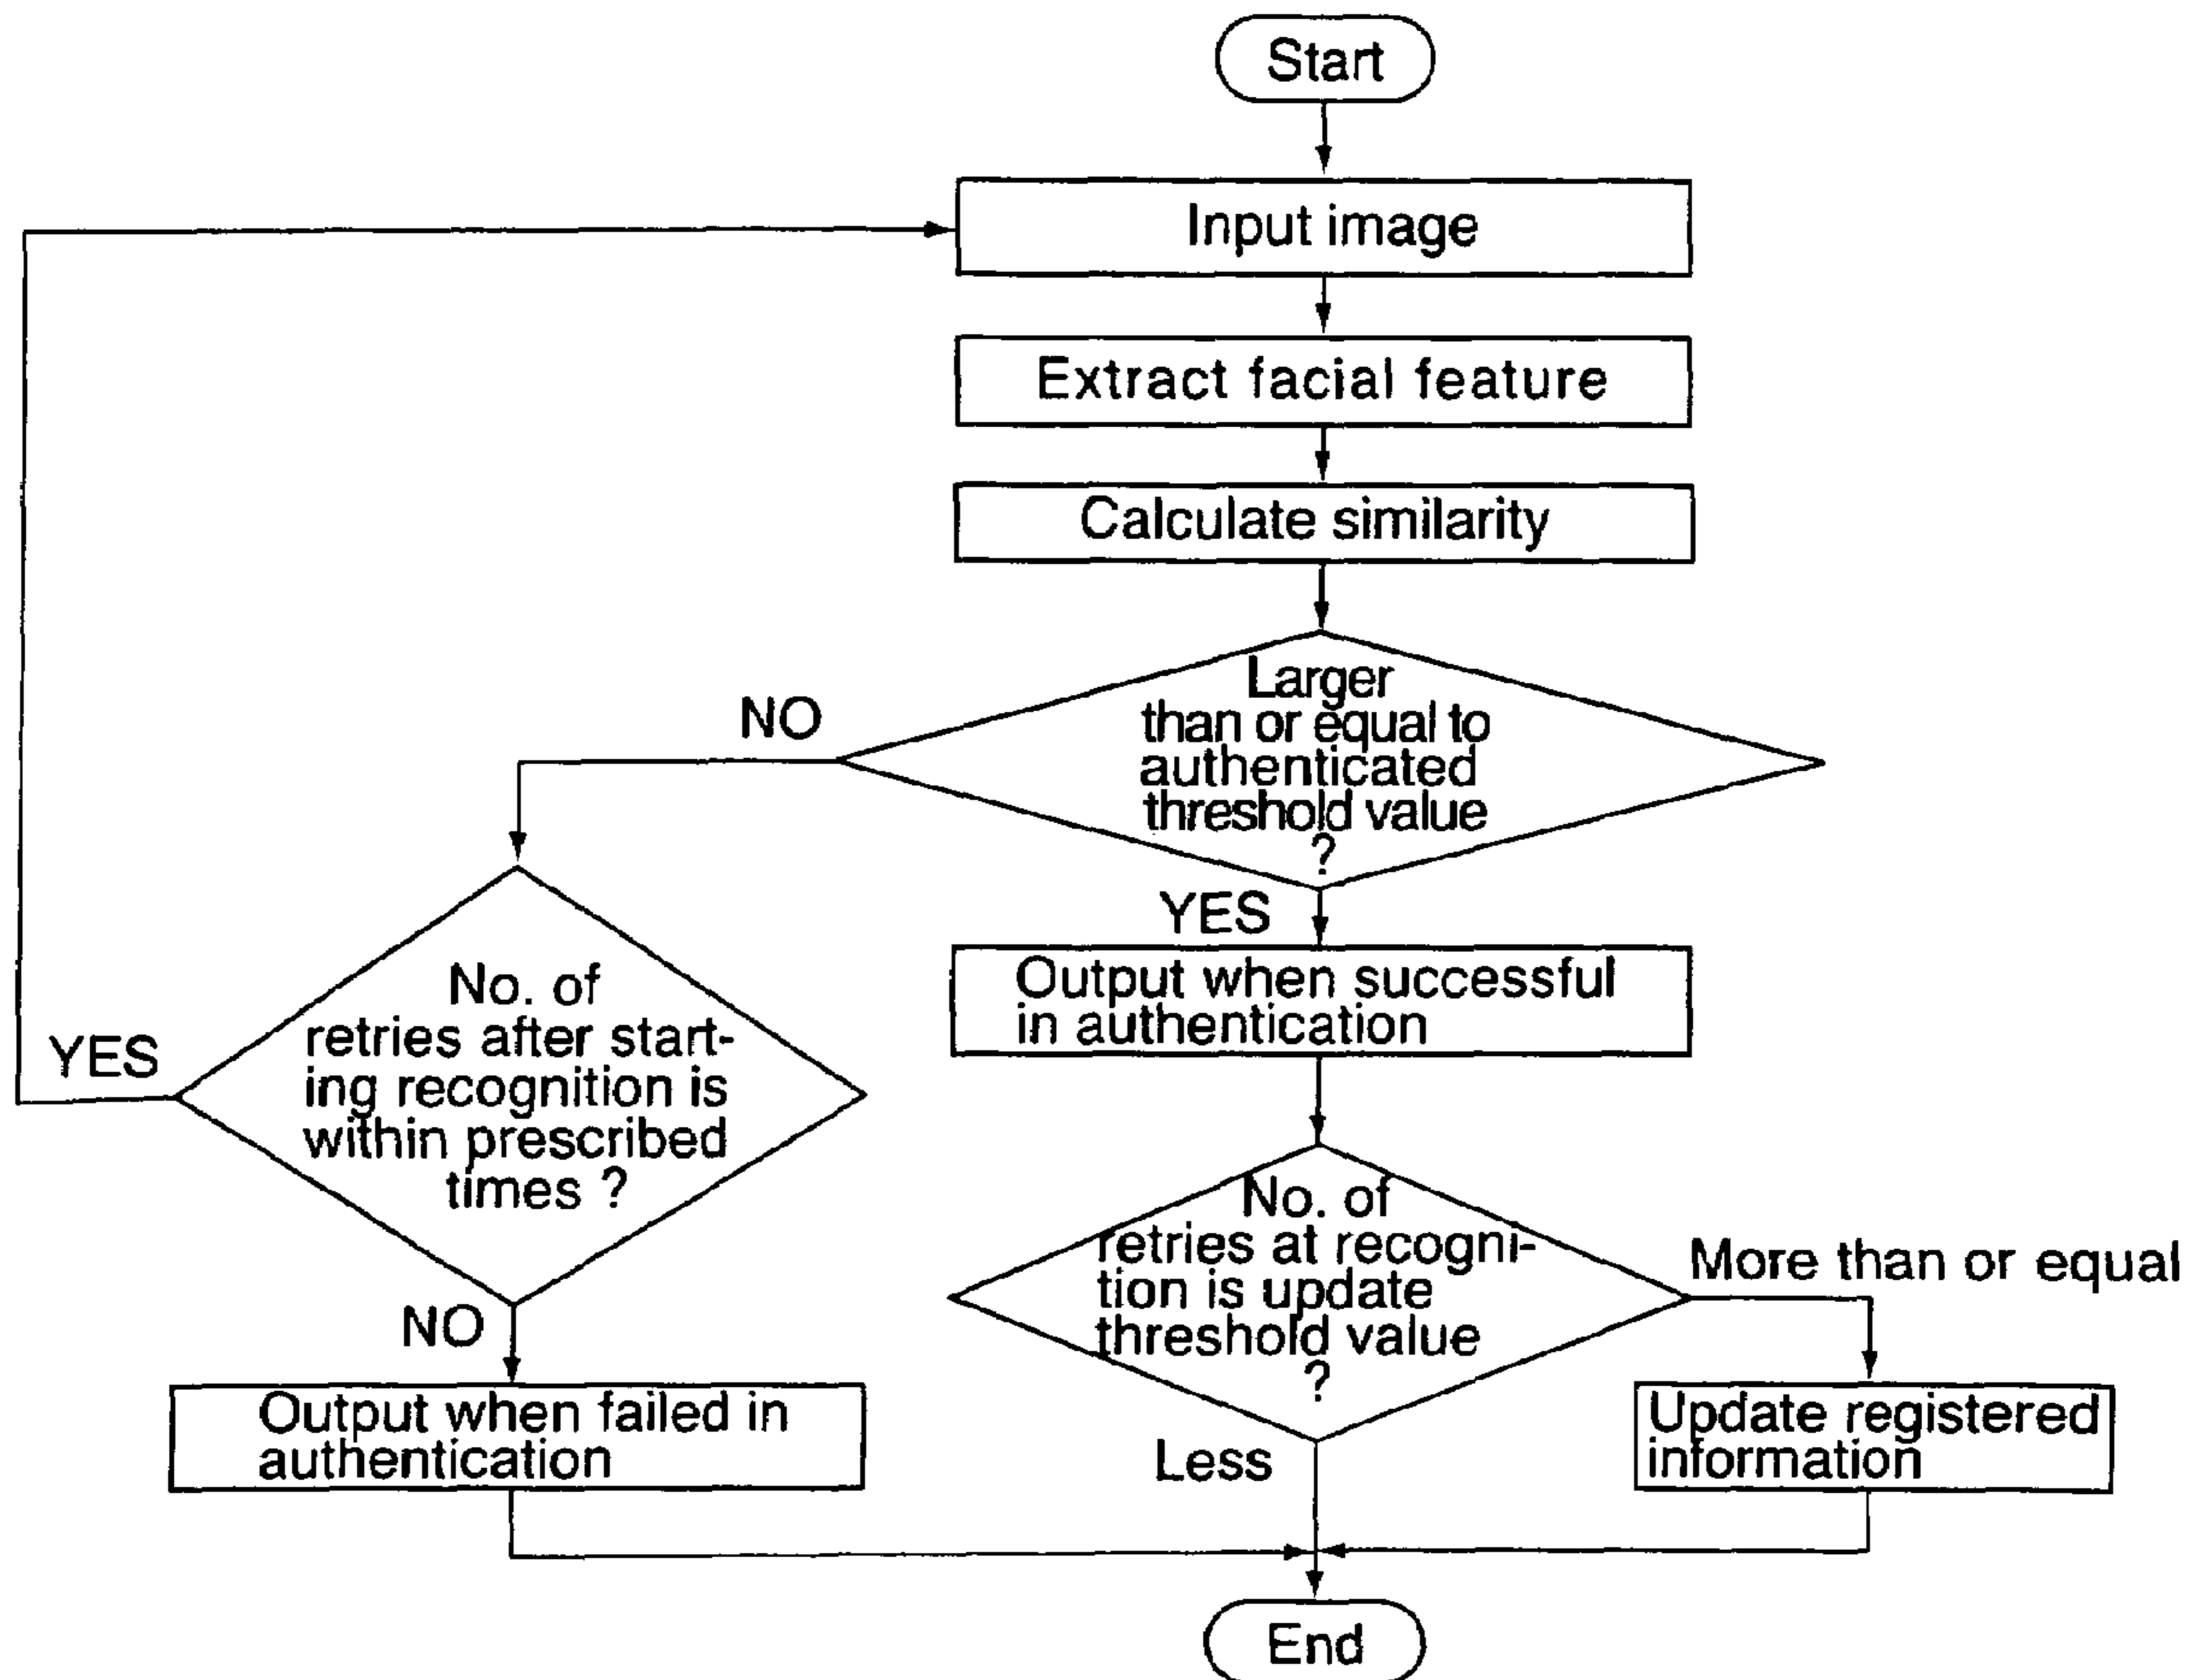 Start
Input image
Extract facial feature
Calculate similarity
Larger
than or equal to
authenticated
threshold value
?
NO
YES
Output when successful
in authentication
No. of
retries after start-
ing recognition is
within prescribed
times ?
YES
NO
Output when failed in
authentication
No. of
retries at recogni-
tion is update
threshold value
?
More than or equal
Less
Update registered
information
End